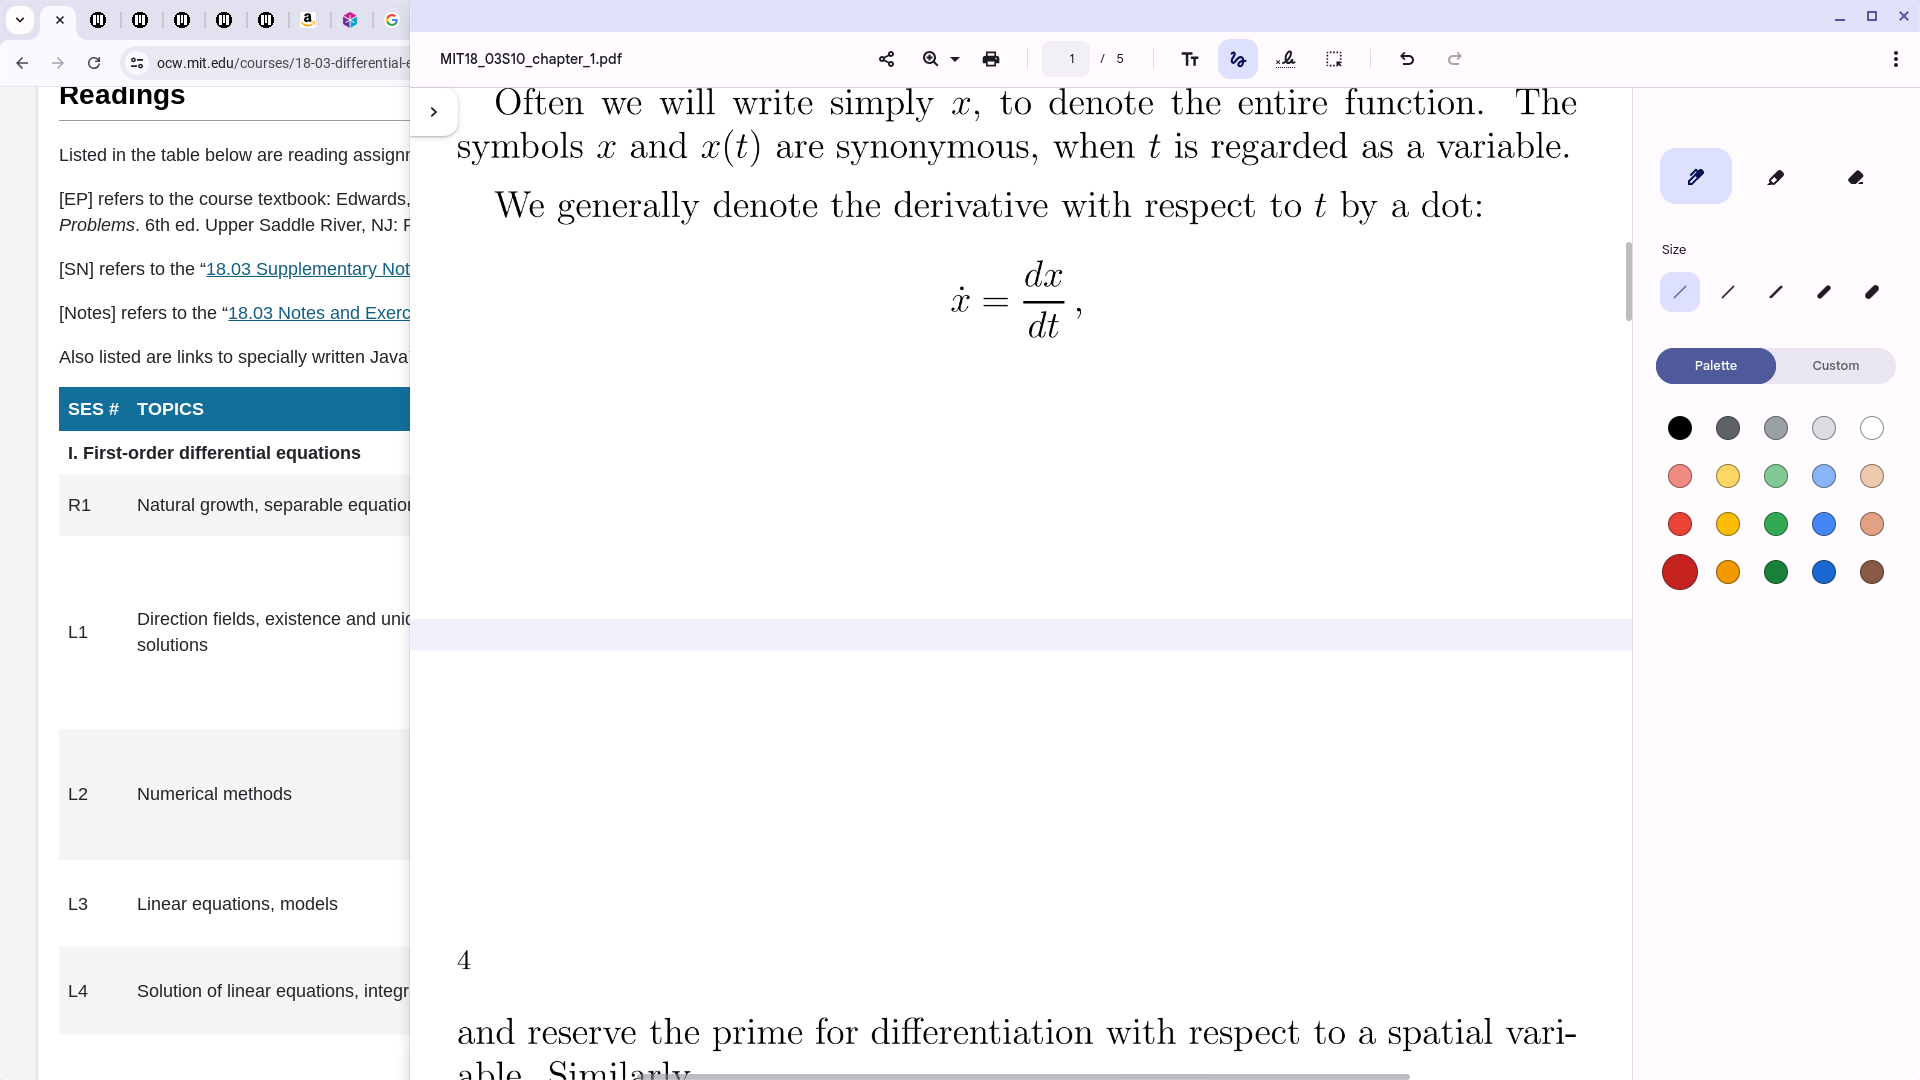 ocw.mit.edu/courses/18-03-differential-e
Readings
Listed in the table below are reading assignm
[EP] refers to the course textbook: Edwards,
Problems. 6th ed. Upper Saddle River, NJ: P
[SN] refers to the “18.03 Supplementary Not
[Notes] refers to the “18.03 Notes and Exerc
Also listed are links to specially written Java
SES # TOPICS
I. First-order differential equations
R1 Natural growth, separable equation
L1 Direction fields, existence and uniq
solutions
L2 Numerical methods
L3 Linear equations, models
L4 Solution of linear equations, integr
MIT18_03S10_chapter_1.pdf
1 / 5
Often we will write simply x, to denote the entire function. The
symbols x and x(t) are synonymous, when t is regarded as a variable.
We generally denote the derivative with respect to t by a dot:
ẋ = dx/dt ,
4
and reserve the prime for differentiation with respect to a spatial vari-
able. Similarly
Size
Palette Custom